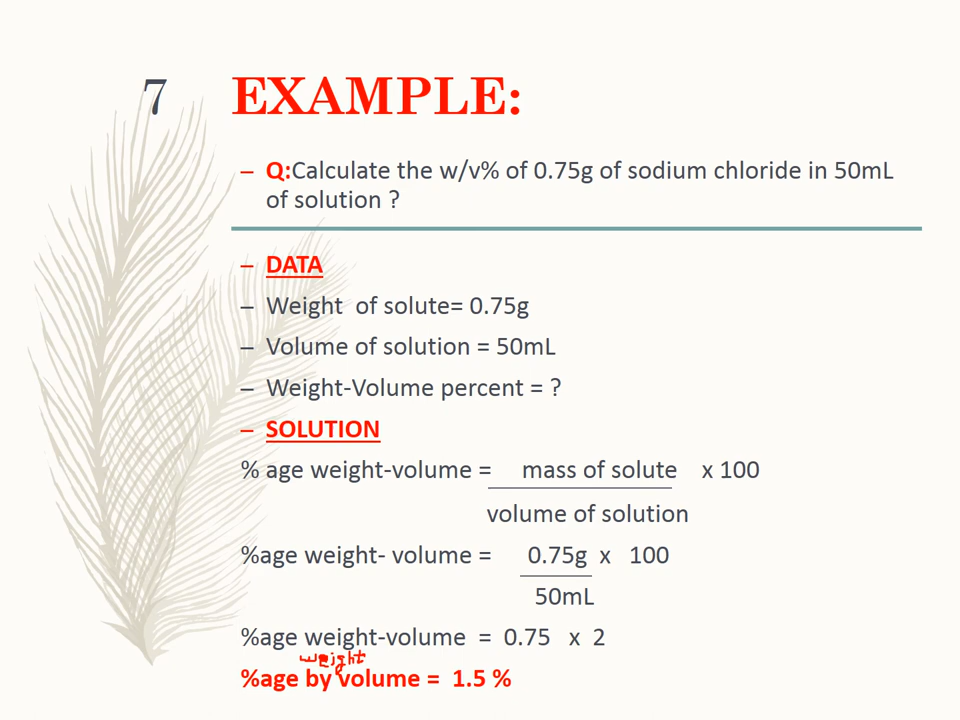 7 EXAMPLE:
– Q:Calculate the w/v% of 0.75g of sodium chloride in 50mL
of solution ?
– DATA
– Weight of solute= 0.75g
– Volume of solution = 50mL
– Weight-Volume percent = ?
– SOLUTION
% age weight-volume = mass of solute x 100
volume of solution
%age weight- volume = 0.75g x 100
50mL
%age weight-volume = 0.75 x 2
weight
%age by volume = 1.5 %